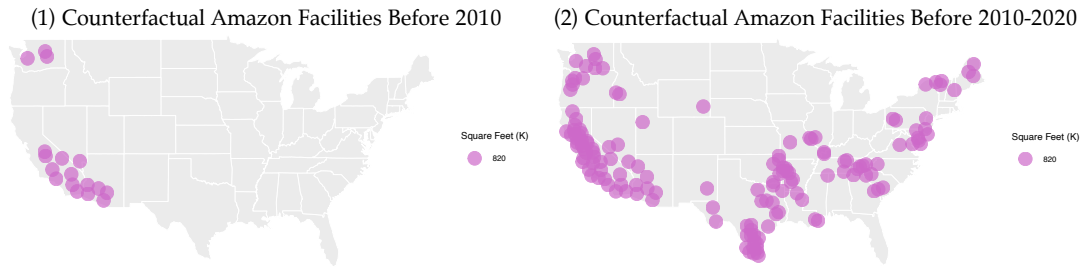 (1) Counterfactual Amazon Facilities Before 2010
(2) Counterfactual Amazon Facilities Before 2010-2020
Square Feet (K)
820
Square Feet (K)
820